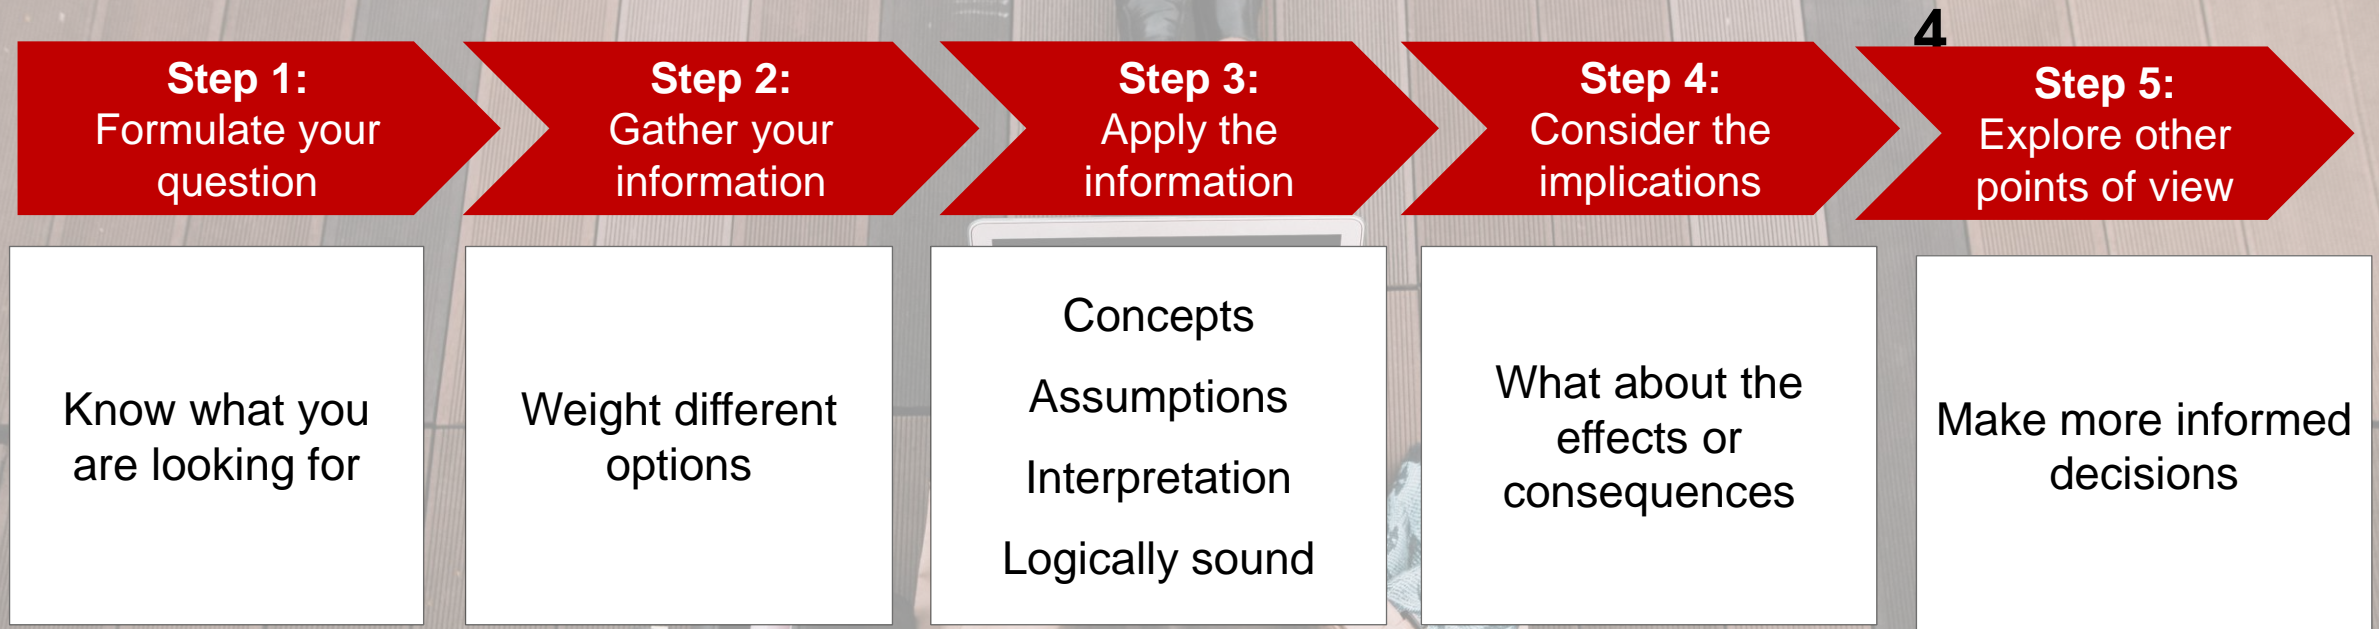 4
Step 1:
Formulate your
question
Step 2:
Gather your
information
Step 3:
Apply the
information
Step 4:
Consider the
implications
Step 5:
Explore other
points of view
Know what you
are looking for
Weight different
options
Concepts
Assumptions
Interpretation
Logically sound
What about the
effects or
consequences
Make more informed
decisions